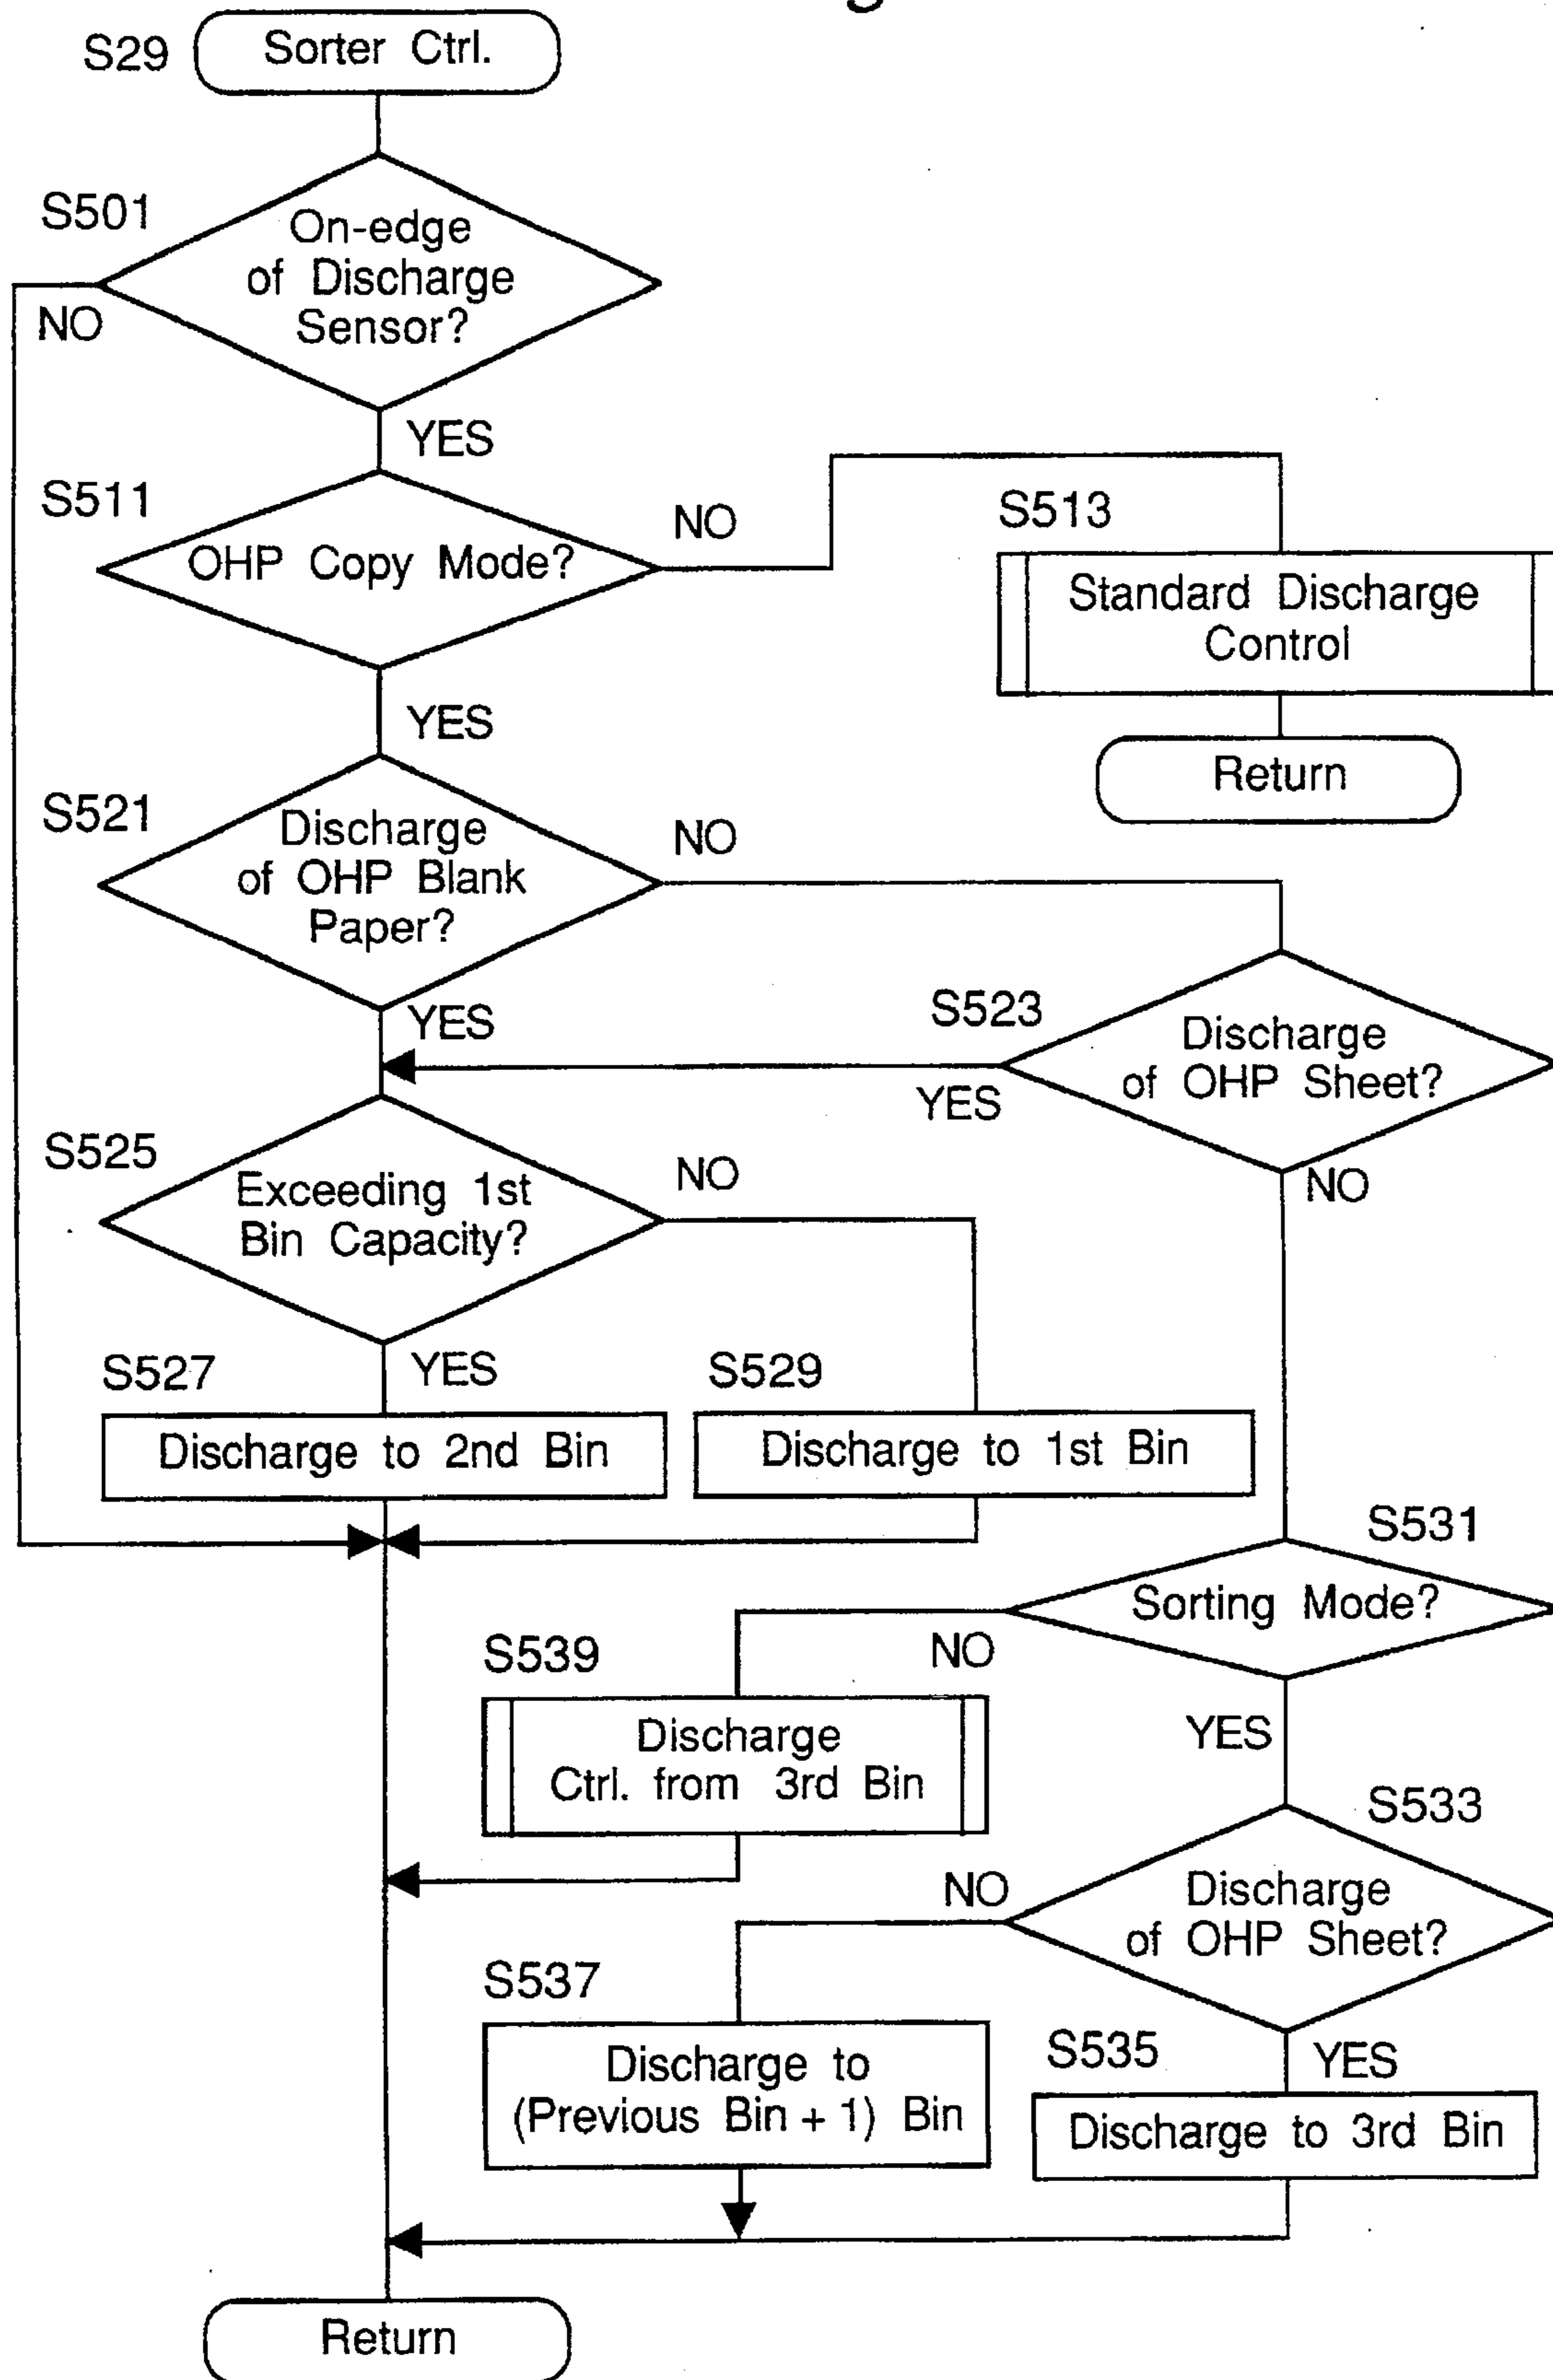 S29
Sorter Ctrl.
S501
On-edge
of Discharge
Sensor?
NO
YES
S511
OHP Copy Mode?
NO
S513
Standard Discharge
Control
YES
Return
S521
Discharge
of OHP Blank
Paper?
NO
YES
S523
Discharge
of OHP Sheet?
YES
NO
S525
Exceeding 1st
Bin Capacity?
NO
YES
S527
Discharge to 2nd Bin
S529
Discharge to 1st Bin
S531
Sorting Mode?
NO
YES
S539
Discharge
Ctrl. from 3rd Bin
S533
Discharge
of OHP Sheet?
NO
YES
S537
Discharge to
(Previous Bin + 1) Bin
S535
Discharge to 3rd Bin
Return